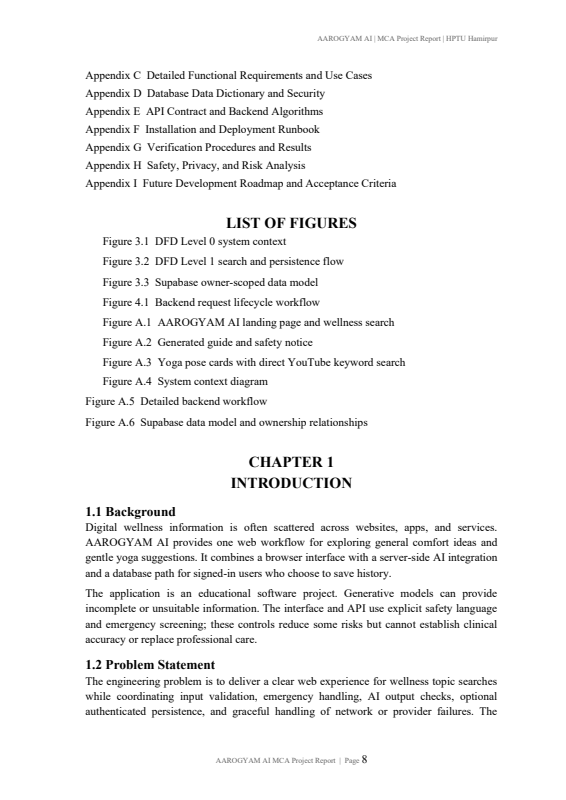 AAROGYAM AI | MCA Project Report | HPTU Hamirpur
Appendix C Detailed Functional Requirements and Use Cases
Appendix D Database Data Dictionary and Security
Appendix E API Contract and Backend Algorithms
Appendix F Installation and Deployment Runbook
Appendix G Verification Procedures and Results
Appendix H Safety, Privacy, and Risk Analysis
Appendix I Future Development Roadmap and Acceptance Criteria
LIST OF FIGURES
Figure 3.1 DFD Level 0 system context
Figure 3.2 DFD Level 1 search and persistence flow
Figure 3.3 Supabase owner-scoped data model
Figure 4.1 Backend request lifecycle workflow
Figure A.1 AAROGYAM AI landing page and wellness search
Figure A.2 Generated guide and safety notice
Figure A.3 Yoga pose cards with direct YouTube keyword search
Figure A.4 System context diagram
Figure A.5 Detailed backend workflow
Figure A.6 Supabase data model and ownership relationships
CHAPTER 1
INTRODUCTION
1.1 Background
Digital wellness information is often scattered across websites, apps, and services.
AAROGYAM AI provides one web workflow for exploring general comfort ideas and
gentle yoga suggestions. It combines a browser interface with a server-side AI integration
and a database path for signed-in users who choose to save history.
The application is an educational software project. Generative models can provide
incomplete or unsuitable information. The interface and API use explicit safety language
and emergency screening; these controls reduce some risks but cannot establish clinical
accuracy or replace professional care.
1.2 Problem Statement
The engineering problem is to deliver a clear web experience for wellness topic searches
while coordinating input validation, emergency handling, AI output checks, optional
authenticated persistence, and graceful handling of network or provider failures. The
AAROGYAM AI MCA Project Report | Page 8